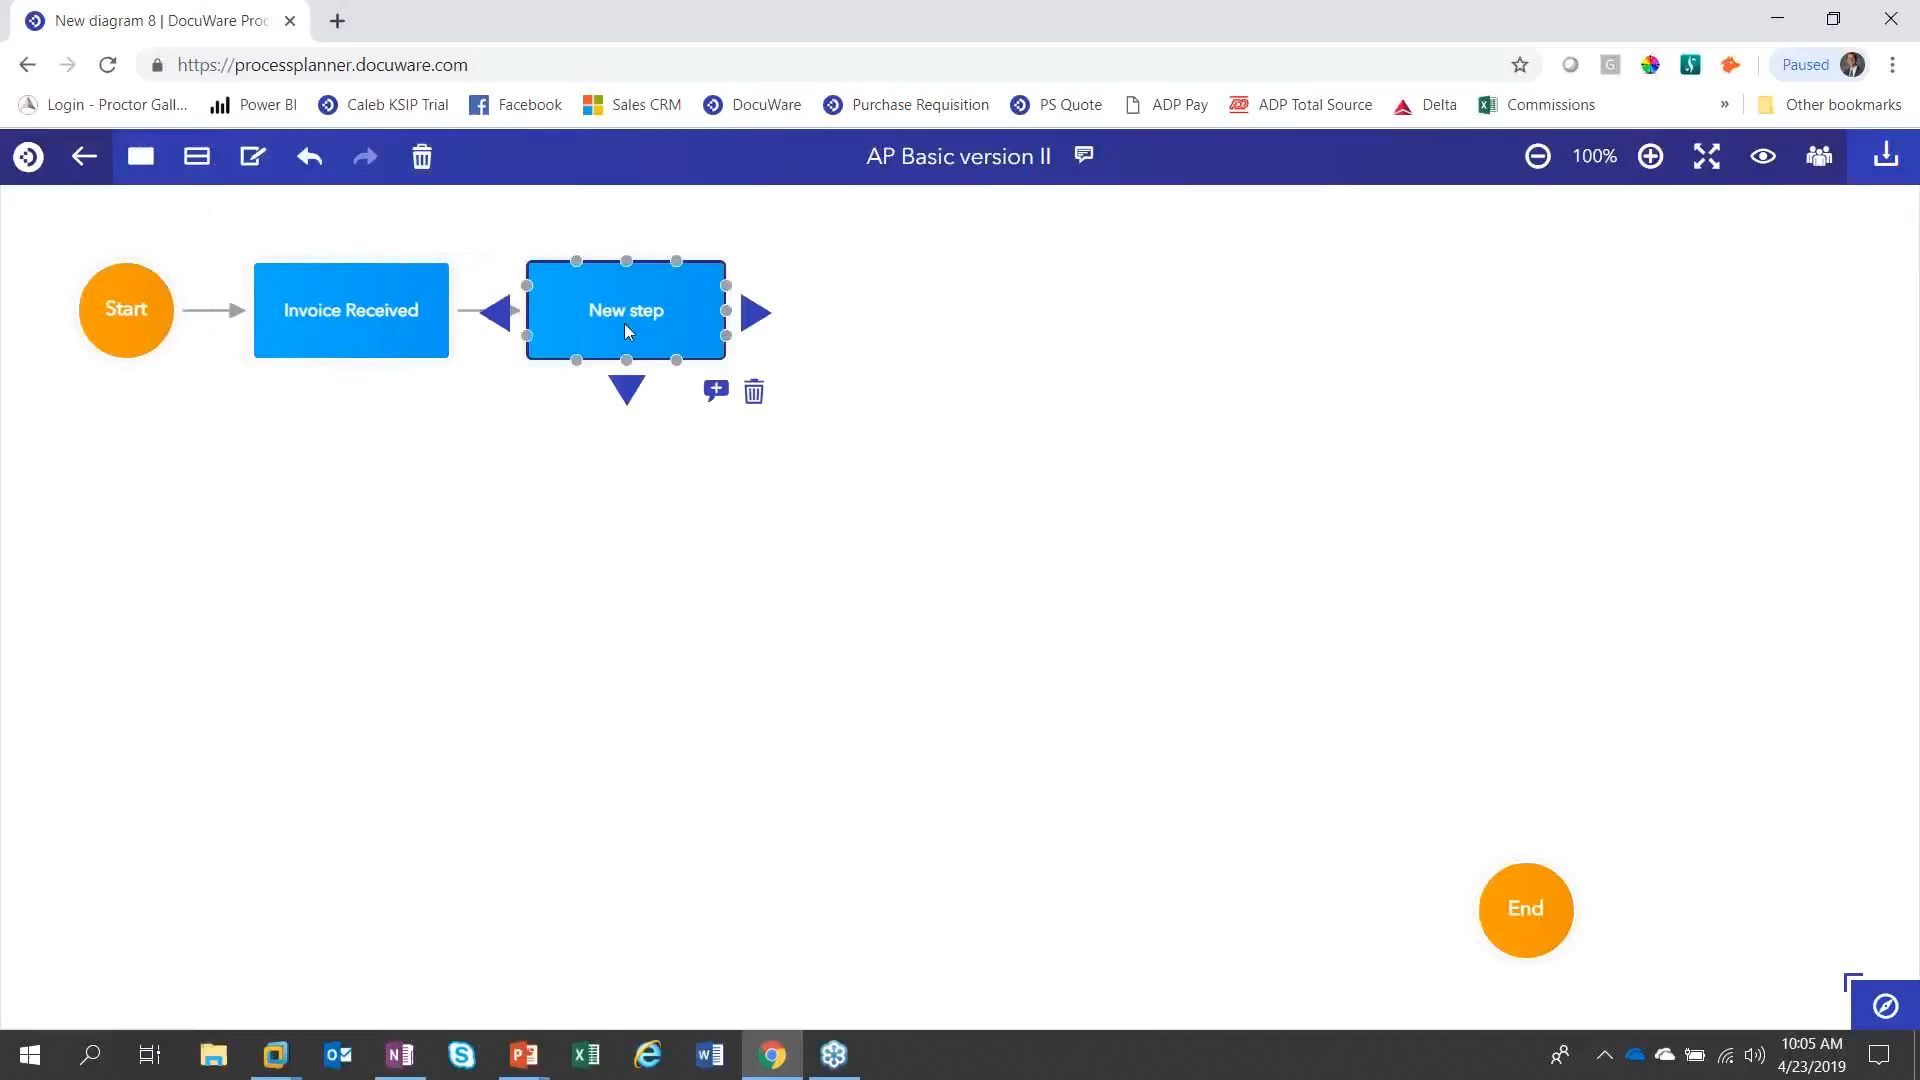 New diagram 8 | DocuWare Proc
https://processplanner.docuware.com
Paused
Login - Proctor Gall...
Power BI
Caleb KSIP Trial
Facebook
Sales CRM
DocuWare
Purchase Requisition
PS Quote
ADP Pay
ADP Total Source
Delta
Commissions
»
Other bookmarks
AP Basic version II
100%
Start
Invoice Received
New step
End
10:05 AM
4/23/2019